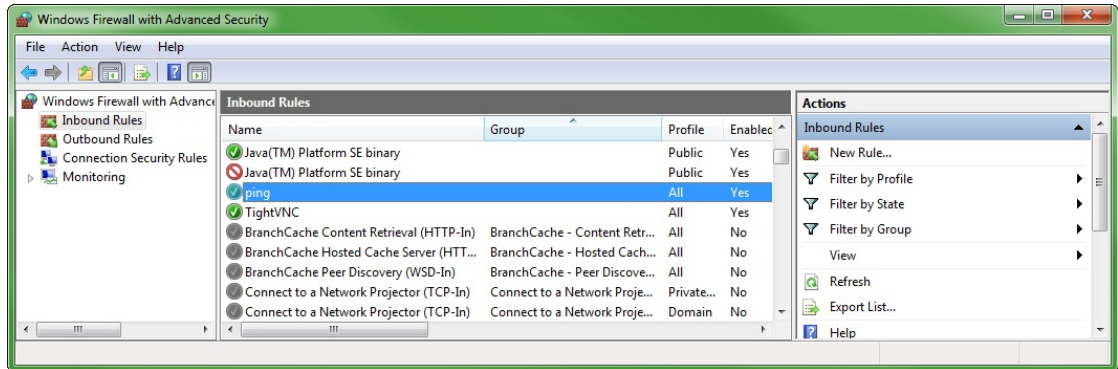 Windows Firewall with Advanced Security
File Action View Help
Windows Firewall with Advance
Inbound Rules
Outbound Rules
Connection Security Rules
Monitoring
Inbound Rules
Name Group Profile Enabled
Java(TM) Platform SE binary Public Yes
Java(TM) Platform SE binary Public Yes
ping All Yes
TightVNC All Yes
BranchCache Content Retrieval (HTTP-In) BranchCache - Content Retr... All No
BranchCache Hosted Cache Server (HTT... BranchCache - Hosted Cach... All No
BranchCache Peer Discovery (WSD-In) BranchCache - Peer Discove... All No
Connect to a Network Projector (TCP-In) Connect to a Network Proje... Private... No
Connect to a Network Projector (TCP-In) Connect to a Network Proje... Domain No
Actions
Inbound Rules
New Rule...
Filter by Profile
Filter by State
Filter by Group
View
Refresh
Export List...
Help